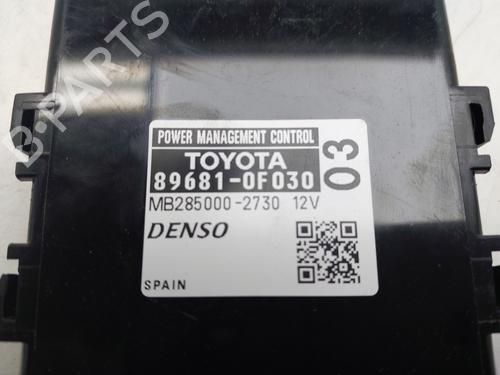 B-PARTS
POWER MANAGEMENT CONTROL
TOYOTA
89681-0F030
03
MB285000-2730 12V
DENSO
SPAIN